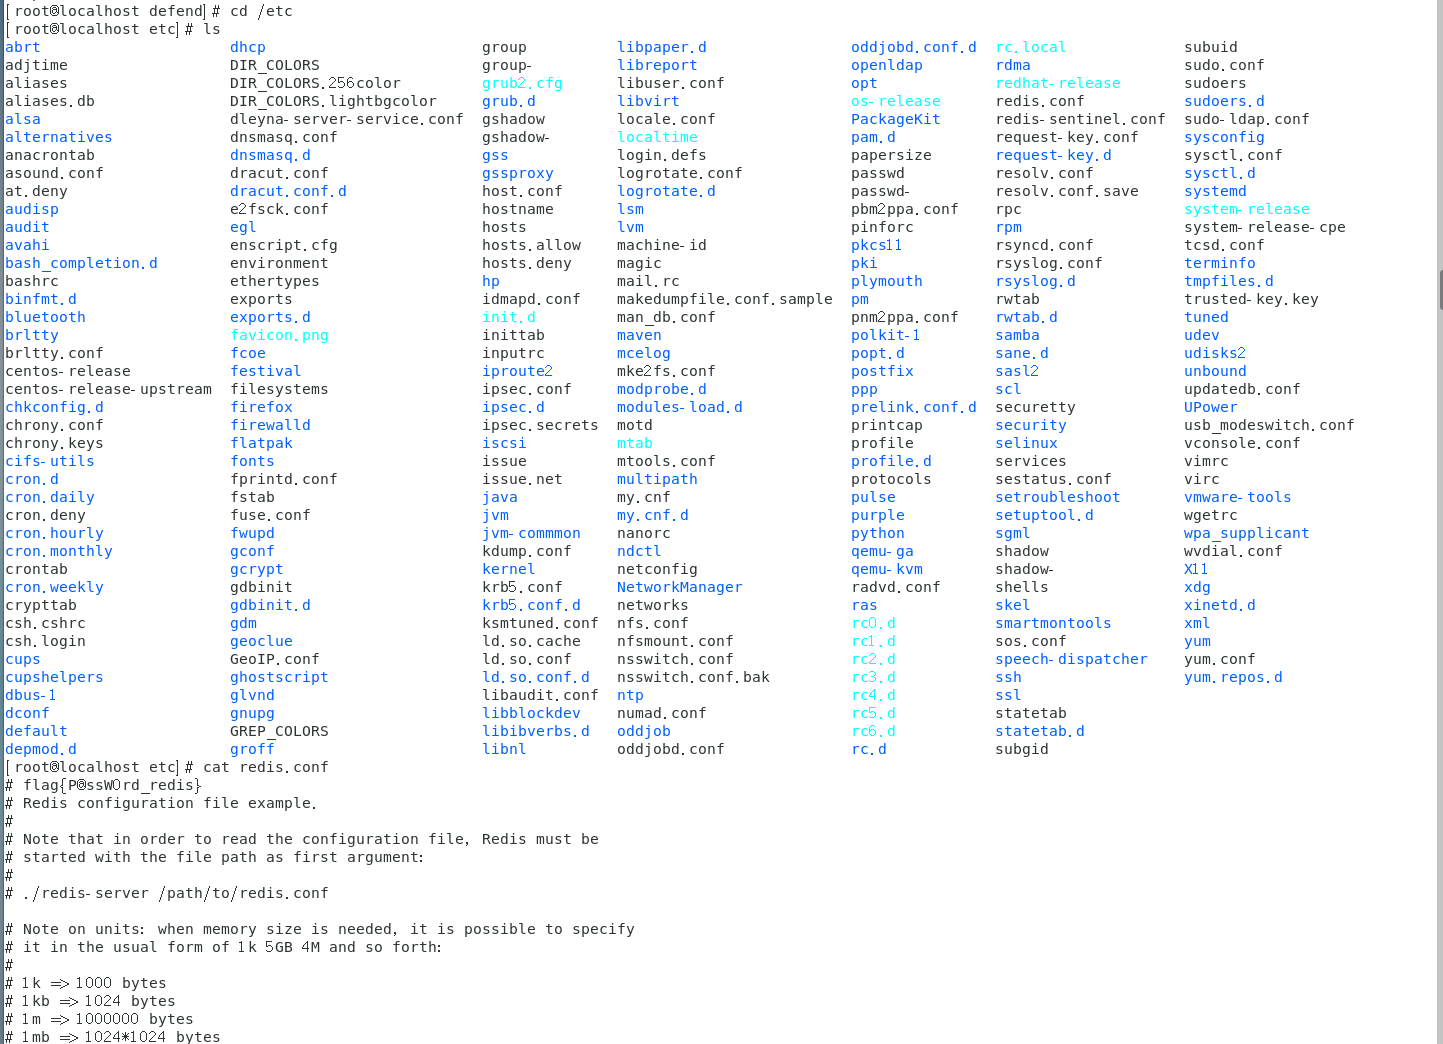 [root@localhost defend]# cd /etc
[root@localhost etc]# ls
abrt dhcp group libpaper.d oddjobd.conf.d rc.local subuid
adjtime DIR_COLORS group- libreport openldap rdma sudo.conf
aliases DIR_COLORS.256color grub2.cfg libuser.conf opt redhat-release sudoers
aliases.db DIR_COLORS.lightbgcolor grub.d libvirt os-release redis.conf sudoers.d
alsa dleyna-server-service.conf gshadow locale.conf PackageKit redis-sentinel.conf sudo-ldap.conf
alternatives dnsmasq.conf gshadow- localtime pam.d request-key.conf sysconfig
anacrontab dnsmasq.d gss login.defs papersize request-key.d sysctl.conf
asound.conf dracut.conf gssproxy logrotate.conf passwd resolv.conf sysctl.d
at.deny dracut.conf.d host.conf logrotate.d passwd- resolv.conf.save systemd
audisp e2fsck.conf hostname lsm pbm2ppa.conf rpc system-release
audit egl hosts lvm pinforc rpm system-release-cpe
avahi enscript.cfg hosts.allow machine-id pkcs11 rsyncd.conf tcsd.conf
bash_completion.d environment hosts.deny magic pki rsyslog.conf terminfo
bashrc ethertypes hp mail.rc plymouth rsyslog.d tmpfiles.d
binfmt.d exports idmapd.conf makedumpfile.conf.sample pm rwtab trusted-key.key
bluetooth exports.d init.d man_db.conf pnm2ppa.conf rwtab.d tuned
brltty favicon.png inittab maven polkit-1 samba udev
brltty.conf fcoe inputrc mcelog popt.d sane.d udisks2
centos-release festival iproute2 mke2fs.conf postfix sasl2 unbound
centos-release-upstream filesystems ipsec.conf modprobe.d ppp scl updatedb.conf
chkconfig.d firefox ipsec.d modules-load.d prelink.conf.d securetty UPower
chrony.conf firewalld ipsec.secrets motd printcap security usb_modeswitch.conf
chrony.keys flatpak iscsi mtab profile selinux vconsole.conf
cifs-utils fonts issue mtools.conf profile.d services vimrc
cron.d fprintd.conf issue.net multipath protocols sestatus.conf virc
cron.daily fstab java my.cnf pulse setroubleshoot vmware-tools
cron.deny fuse.conf jvm my.cnf.d purple setuptool.d wgetrc
cron.hourly fwupd jvm-commmon nanorc python sgml wpa_supplicant
cron.monthly gconf kdump.conf ndctl qemu-ga shadow wvdial.conf
crontab gcrypt kernel netconfig qemu-kvm shadow- X11
cron.weekly gdbinit krb5.conf NetworkManager radvd.conf shells xdg
crypttab gdbinit.d krb5.conf.d networks ras skel xinetd.d
csh.cshrc gdm ksmtuned.conf nfs.conf rc0.d smartmontools xml
csh.login geoclue ld.so.cache nfsmount.conf rc1.d sos.conf yum
cups GeoIP.conf ld.so.conf nsswitch.conf rc2.d speech-dispatcher yum.conf
cupshelpers ghostscript ld.so.conf.d nsswitch.conf.bak rc3.d ssh yum.repos.d
dbus-1 glvnd libaudit.conf ntp rc4.d ssl
dconf gnupg libblockdev numad.conf rc5.d statetab
default GREP_COLORS libibverbs.d oddjob rc6.d statetab.d
depmod.d groff libnl oddjobd.conf rc.d subgid
[root@localhost etc]# cat redis.conf
# flag{P@ssW0rd_redis}
# Redis configuration file example.
#
# Note that in order to read the configuration file, Redis must be
# started with the file path as first argument:
#
# ./redis-server /path/to/redis.conf

# Note on units: when memory size is needed, it is possible to specify
# it in the usual form of 1k 5GB 4M and so forth:
#
# 1k => 1000 bytes
# 1kb => 1024 bytes
# 1m => 1000000 bytes
# 1mb => 1024*1024 bytes